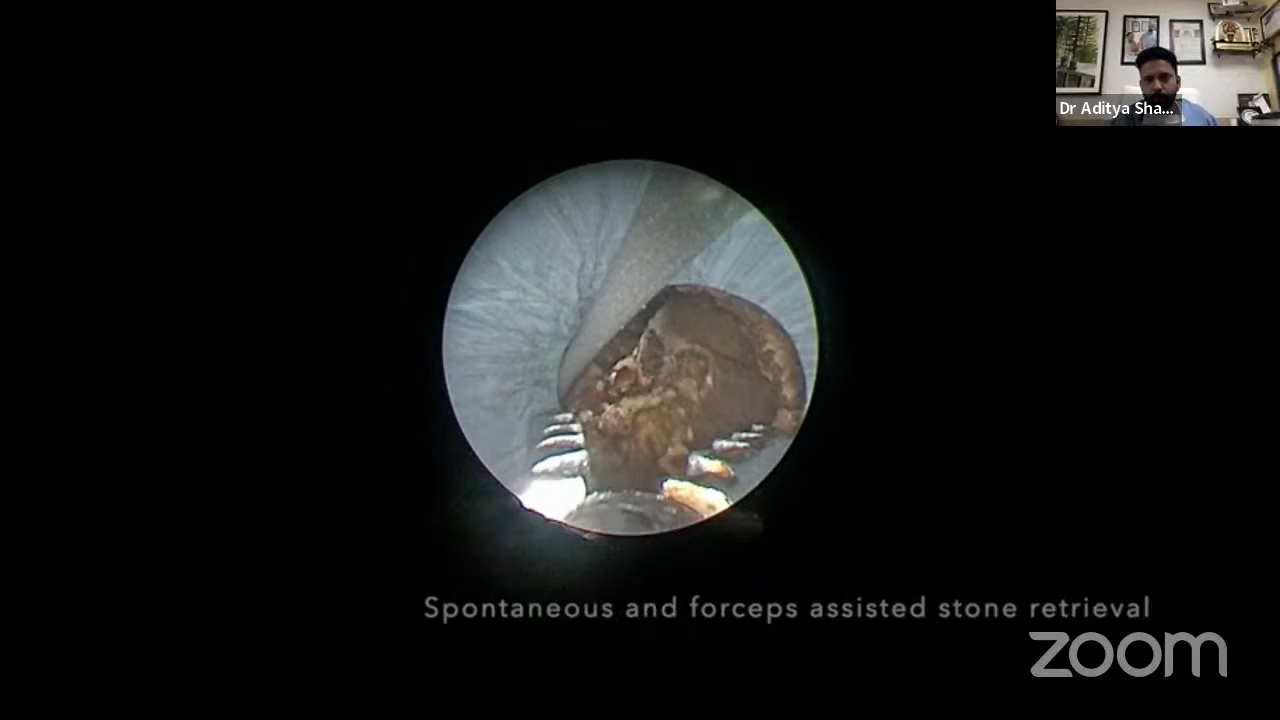 Dr Aditya Sha...
Spontaneous and forceps assisted stone retrieval
zoom